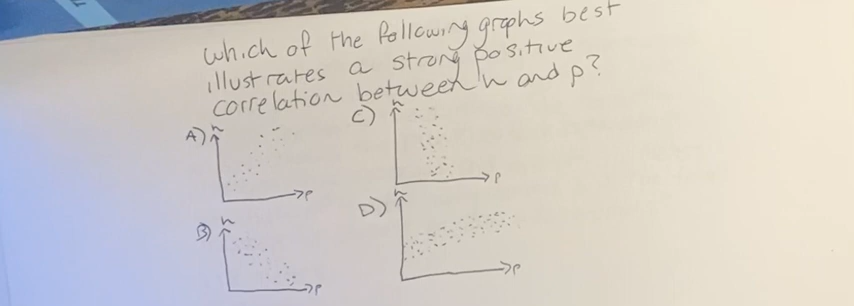 Which of the following graphs best
illustrates a strong positive
correlation between h and p?
A) h
p
B) h
p
C) h
p
D) h
p